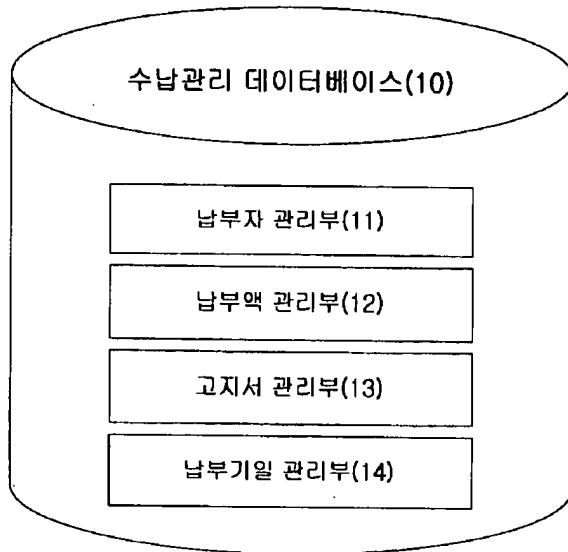 수납관리 데이터베이스(10)
납부자 관리부(11)
납부액 관리부(12)
고지서 관리부(13)
납부기일 관리부(14)